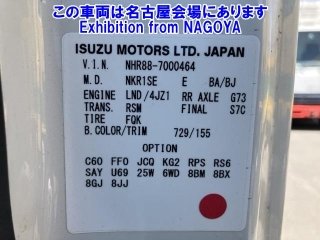 この車両は名古屋会場にあります
Exhibition from NAGOYA
ISUZU MOTORS LTD. JAPAN
V.I.N. NHR88-7000464
M.D. NKR1SE E BA/BJ
ENGINE LND/4JZ1 RR AXLE G73
TRANS. RSM FINAL S7C
TIRE FQK
B.COLOR/TRIM 729/155
OPTION
C60 FFO JCQ KG2 RPS RS6
SAY U69 25W 6WD 8BM 8BX
8GJ 8JJ